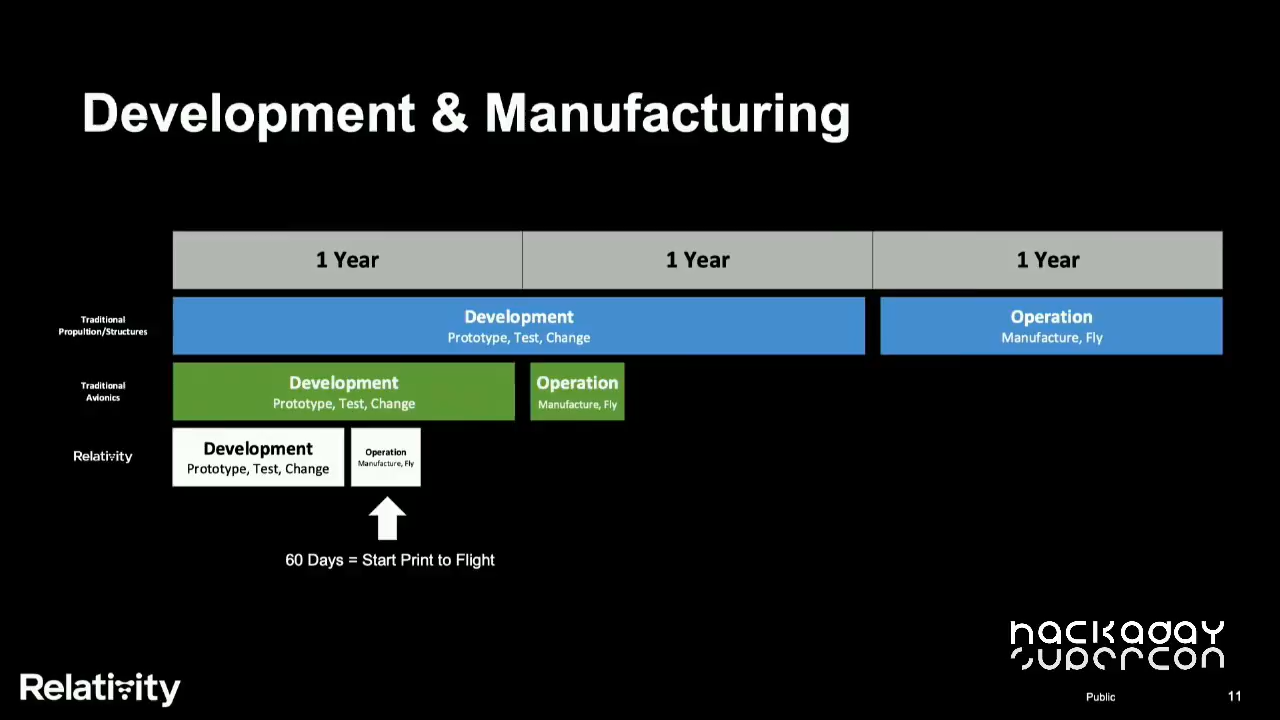 Development & Manufacturing
1 Year 1 Year 1 Year
Traditional
Propultion/Structures
Development
Prototype, Test, Change
Operation
Manufacture, Fly
Traditional
Avionics
Development
Prototype, Test, Change
Operation
Manufacture, Fly
Relativity
Development
Prototype, Test, Change
Operation
Manufacture, Fly
60 Days = Start Print to Flight
hackaday
supercon
Relativity
Public
11